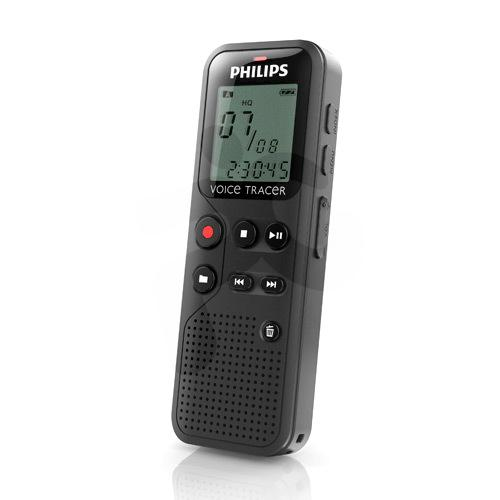 PHILIPS
A
HQ
07/08
2:30:45
VOICE TRACER